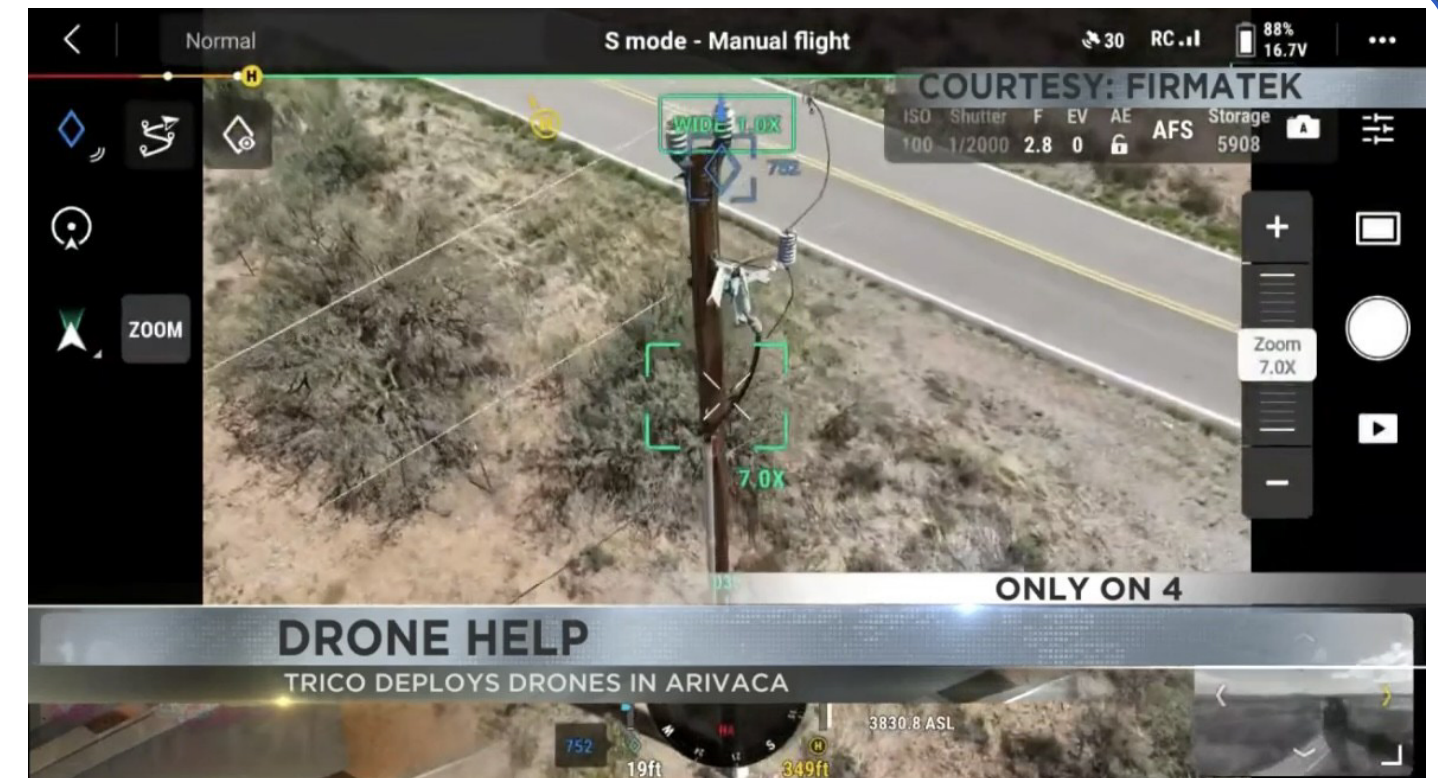 Normal
S mode - Manual flight
30 RC
88%
16.7V
H
COURTESY: FIRMATEK
ISO Shutter F EV AE AFS Storage
100 1/2000 2.8 0 5908
A
WIDE 1.0X
752
ZOOM
+
Zoom
7.0X
7.0X
ONLY ON 4
DRONE HELP
TRICO DEPLOYS DRONES IN ARIVACA
3830.8 ASL
W
S
752
H
19ft
349ft